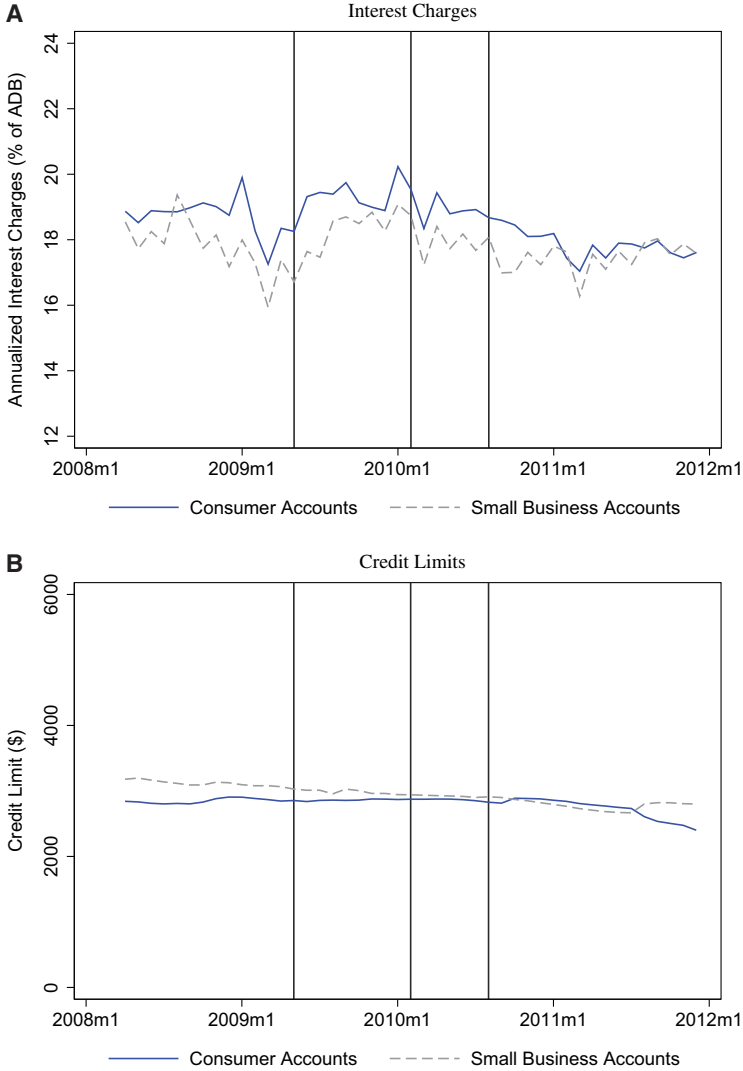 A
Interest Charges
Annualized Interest Charges (% of ADB)
24
22
20
18
16
14
12
2008m1 2009m1 2010m1 2011m1 2012m1
Consumer Accounts Small Business Accounts
B
Credit Limits
Credit Limit ($)
6000
4000
2000
0
2008m1 2009m1 2010m1 2011m1 2012m1
Consumer Accounts Small Business Accounts